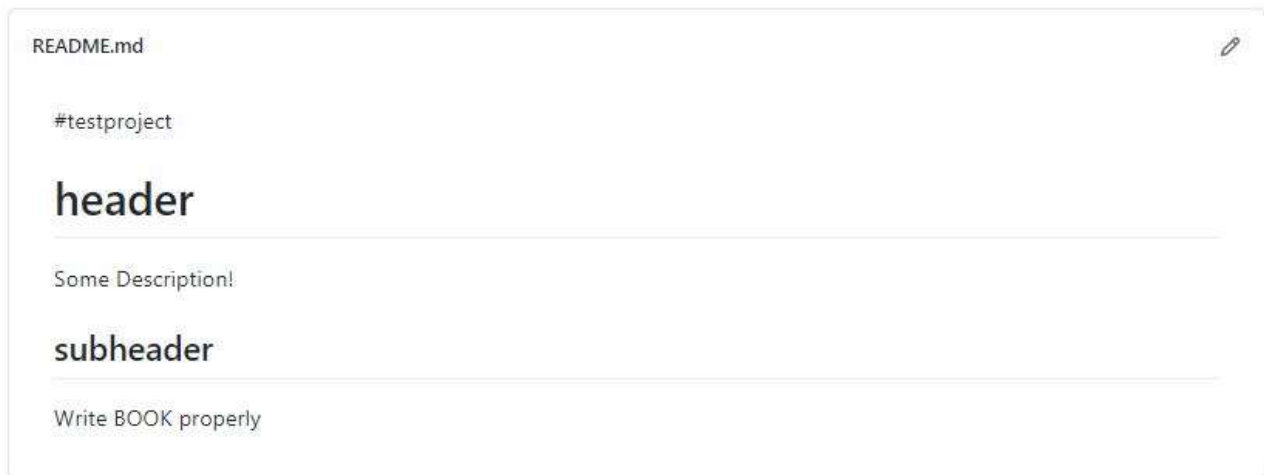 README.md
#testproject
header
Some Description!
subheader
Write BOOK properly